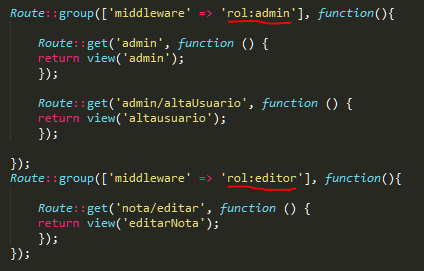 Route::group(['middleware' => 'rol:admin'], function(){
Route::get('admin', function () {
return view('admin');
});
Route::get('admin/altaUsuario', function () {
return view('altausuario');
});
});
Route::group(['middleware' => 'rol:editor'], function(){
Route::get('nota/editar', function () {
return view('editarNota');
});
});